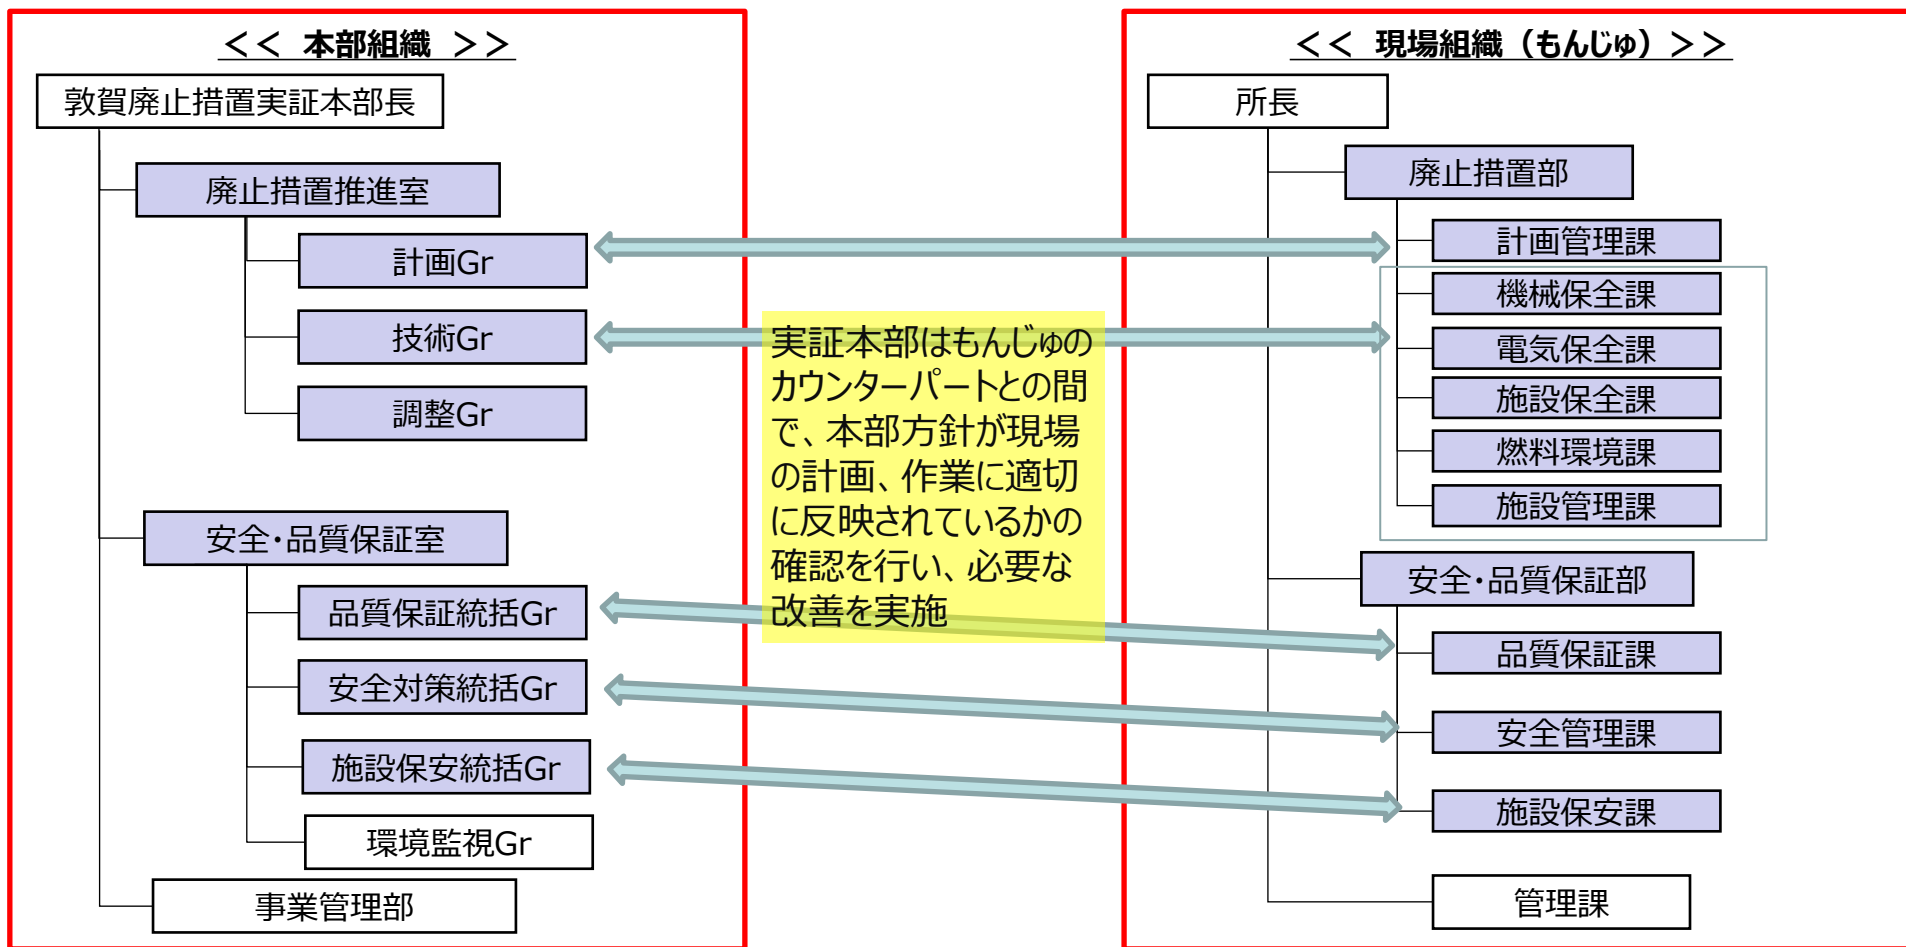 ＜＜ 本部組織 ＞＞
敦賀廃止措置実証本部長
廃止措置推進室
計画Gr
技術Gr
調整Gr
安全・品質保証室
品質保証統括Gr
安全対策統括Gr
施設保安統括Gr
環境監視Gr
事業管理部
実証本部はもんじゅの
カウンターパートとの間
で、本部方針が現場
の計画、作業に適切
に反映されているかの
確認を行い、必要な
改善を実施
＜＜ 現場組織（もんじゅ）＞＞
所長
廃止措置部
計画管理課
機械保全課
電気保全課
施設保全課
燃料環境課
施設管理課
安全・品質保証部
品質保証課
安全管理課
施設保安課
管理課